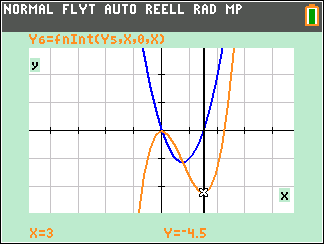 NORMAL FLYT AUTO REELL RAD MP
Y6=fnInt(Y5,X,0,X)
y
x
X=3 Y=-4.5